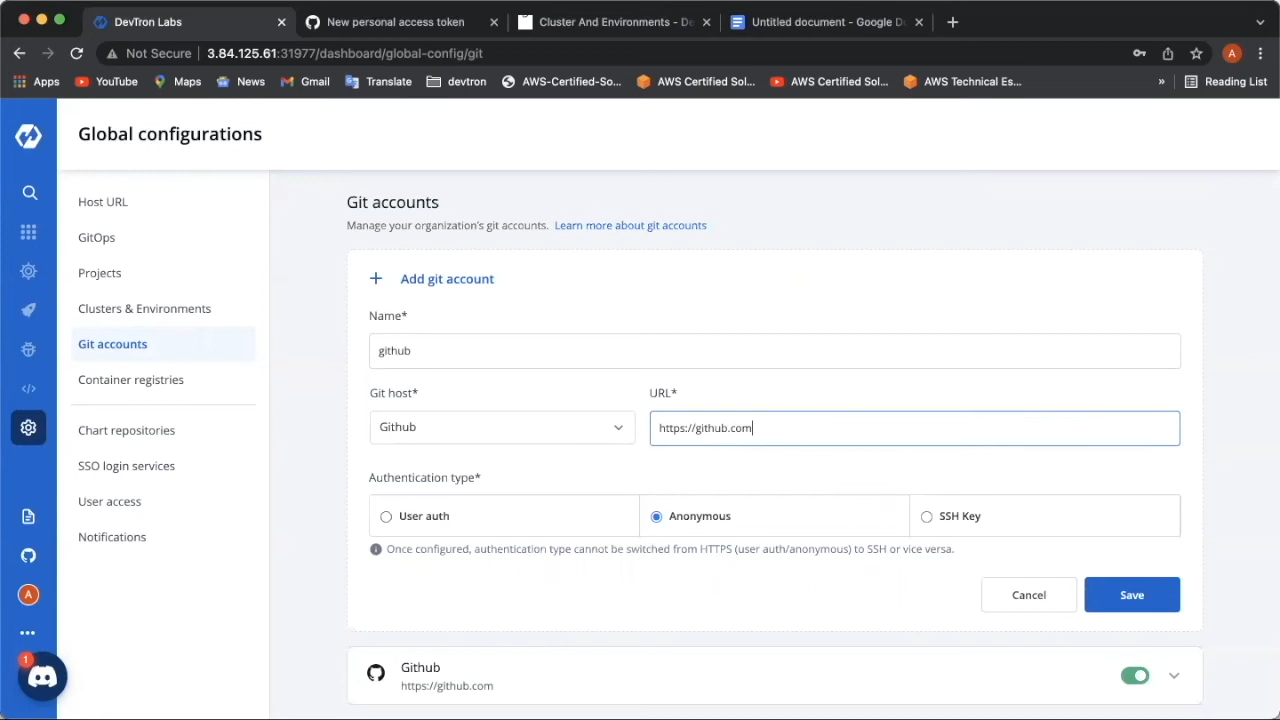 DevTron Labs
New personal access token
Cluster And Environments - De
Untitled document - Google Do
Not Secure
3.84.125.61:31977/dashboard/global-config/git
A
Apps
YouTube
Maps
News
Gmail
Translate
devtron
AWS-Certified-So...
AWS Certified Sol...
AWS Certified Sol...
AWS Technical Es...
»
Reading List
Global configurations
Host URL
GitOps
Projects
Clusters & Environments
Git accounts
Container registries
Chart repositories
SSO login services
User access
Notifications
A
1
Git accounts
Manage your organization's git accounts. Learn more about git accounts
Add git account
Name*
github
Git host*
URL*
Github
https://github.com
Authentication type*
User auth
Anonymous
SSH Key
Once configured, authentication type cannot be switched from HTTPS (user auth/anonymous) to SSH or vice versa.
Cancel
Save
Github
https://github.com